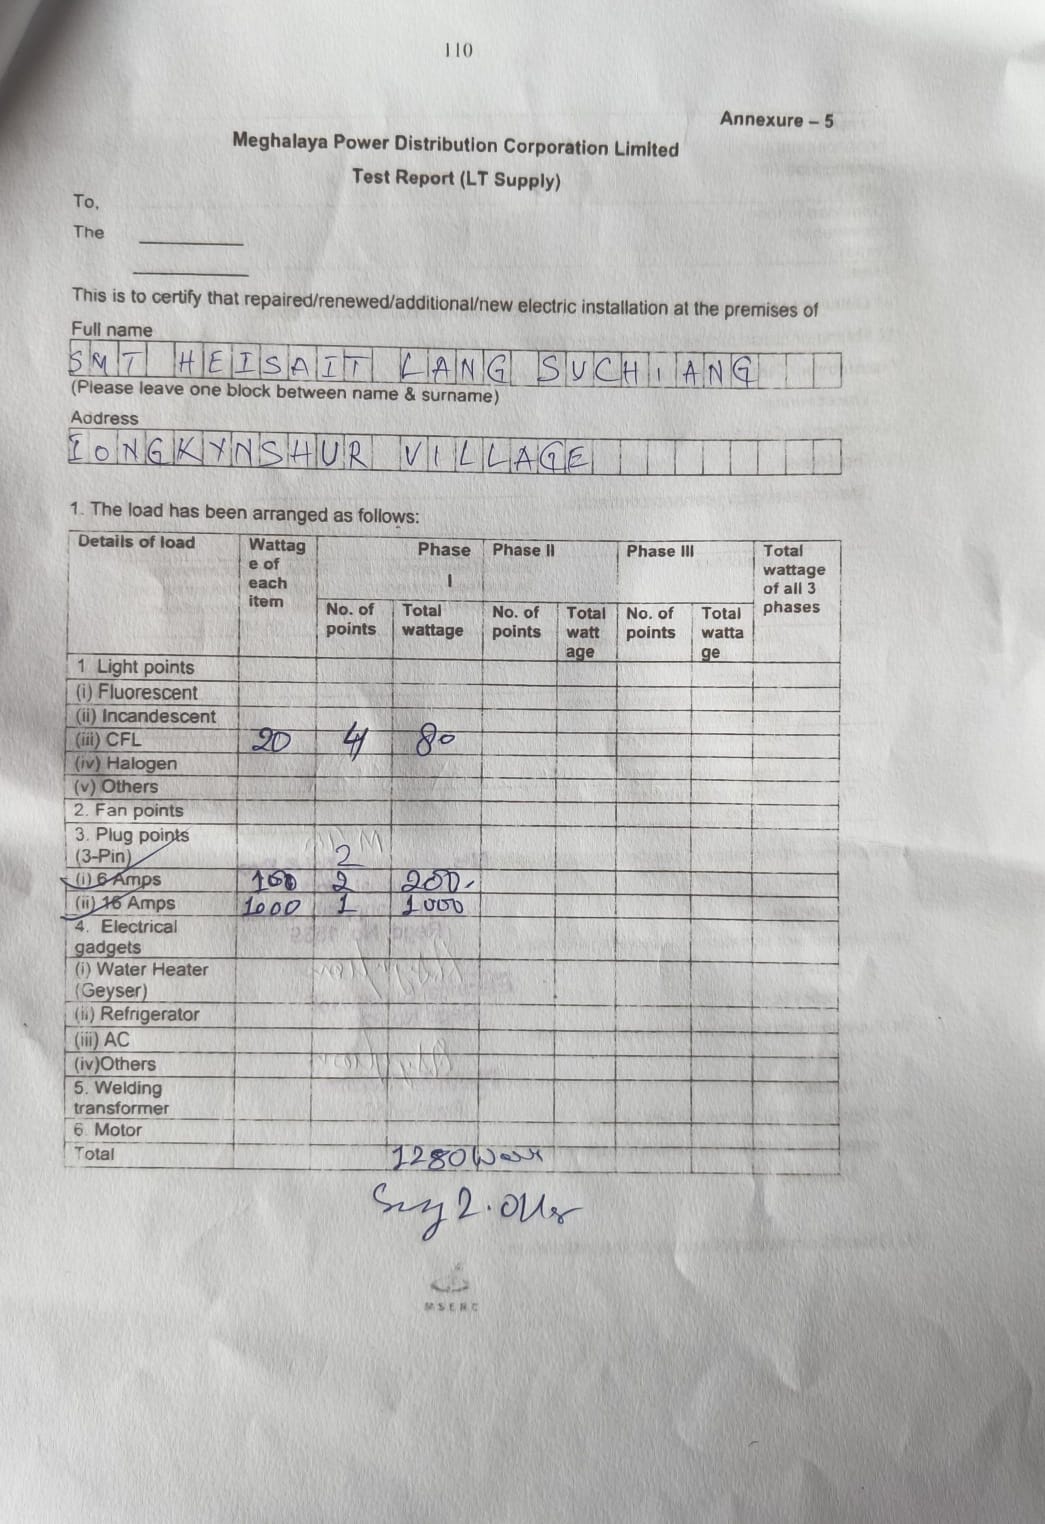 110
Annexure – 5
Meghalaya Power Distribution Corporation Limited
Test Report (LT Supply)
To,
The
This is to certify that repaired/renewed/additional/new electric installation at the premises of
Full name
SMT HEISAIT LANG SUCHIANG
(Please leave one block between name & surname)
Address
IONGKYNSHUR VILLAGE
1. The load has been arranged as follows:
Details of load Wattage of each item Phase I Phase II Phase III Total wattage of all 3 phases
No. of points Total wattage No. of points Total watt age No. of points Total watta ge
1 Light points
(i) Fluorescent
(ii) Incandescent
(iii) CFL 20 4 80
(iv) Halogen
(v) Others
2. Fan points
3. Plug points
(3-Pin) 2
(i) 6 Amps 100 2 200
(ii) 16 Amps 1000 1 1000
4. Electrical
gadgets
(i) Water Heater
(Geyser)
(ii) Refrigerator
(iii) AC
(iv)Others
5. Welding
transformer
6. Motor
Total 1280
MSERC